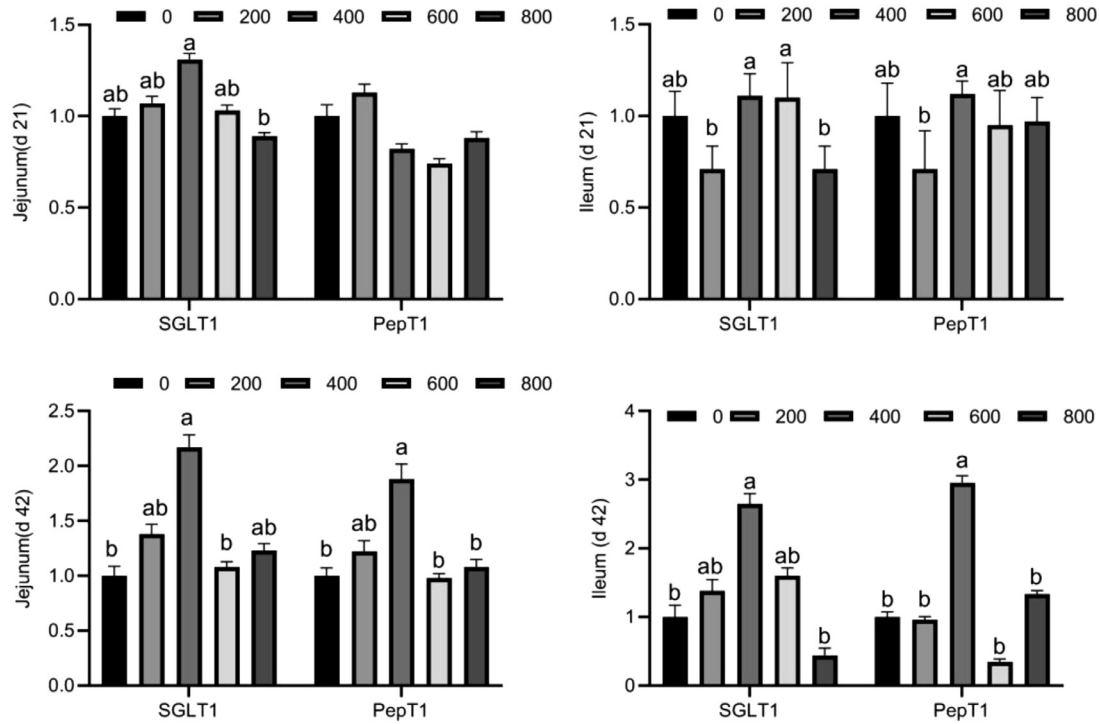 0 200 400 600 800
1.5
1.0
0.5
0.0
Jejunum(d 21)
ab ab a ab b
SGLT1 PepT1
0 200 400 600 800
1.5
1.0
0.5
0.0
Ileum (d 21)
ab b a a b ab b a ab ab
SGLT1 PepT1
0 200 400 600 800
2.5
2.0
1.5
1.0
0.5
0.0
Jejunum(d 42)
b ab a b ab b ab a b b
SGLT1 PepT1
0 200 400 600 800
4
3
2
1
0
Ileum (d 42)
b ab a ab b b b a b b
SGLT1 PepT1